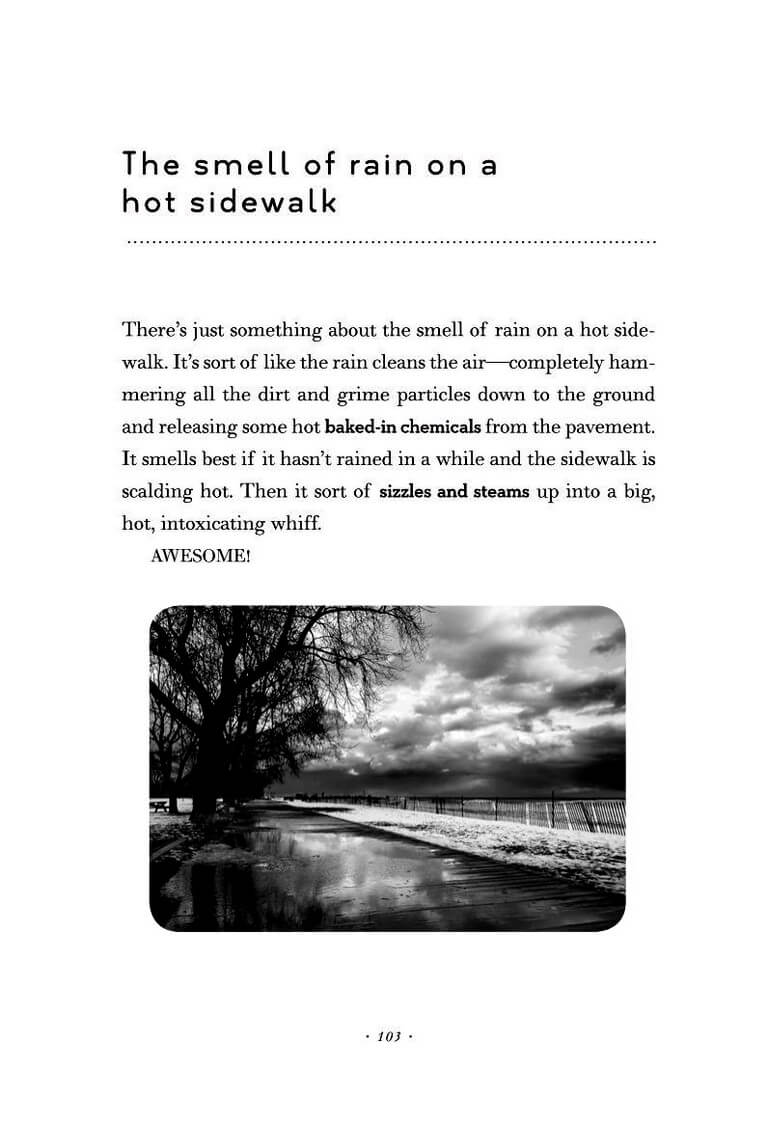 The smell of rain on a
hot sidewalk
There’s just something about the smell of rain on a hot side-
walk. It’s sort of like the rain cleans the air—completely ham-
mering all the dirt and grime particles down to the ground
and releasing some hot baked-in chemicals from the pavement.
It smells best if it hasn’t rained in a while and the sidewalk is
scalding hot. Then it sort of sizzles and steams up into a big,
hot, intoxicating whiff.
AWESOME!
· 103 ·